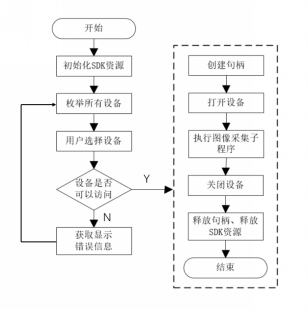 开始
初始化SDK资源
枚举所有设备
用户选择设备
设备是否
可以访问
Y
N
获取显示
错误信息
创建句柄
打开设备
执行图像采集子
程序
关闭设备
释放句柄、释放
SDK资源
结束